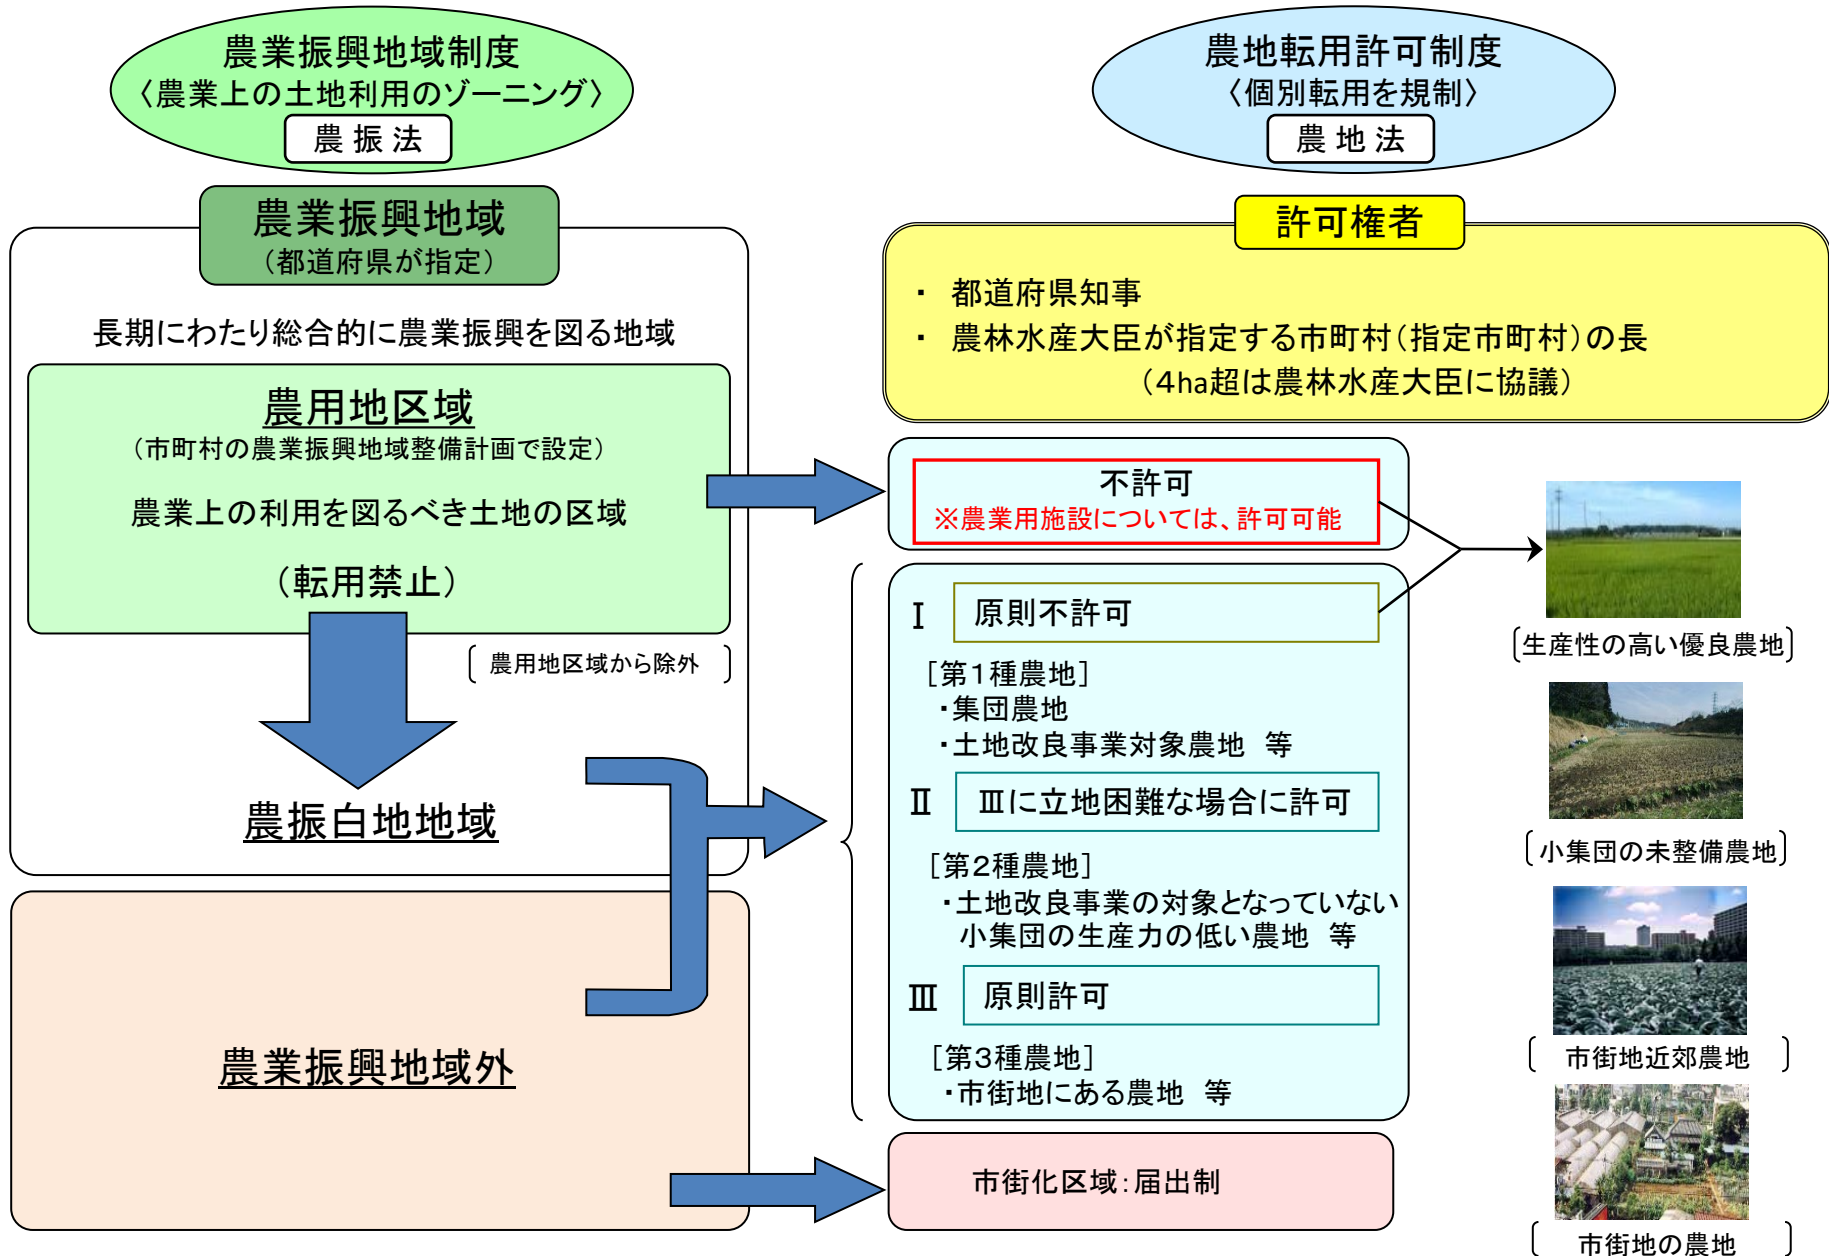 農業振興地域制度
〈農業上の土地利用のゾーニング〉
農 振 法
農業振興地域
（都道府県が指定）
長期にわたり総合的に農業振興を図る地域
農用地区域
（市町村の農業振興地域整備計画で設定）
農業上の利用を図るべき土地の区域
（転用禁止）
農用地区域から除外
農振白地地域
農業振興地域外
農地転用許可制度
〈個別転用を規制〉
農 地 法
許可権者
・ 都道府県知事
・ 農林水産大臣が指定する市町村（指定市町村）の長
（４ha超は農林水産大臣に協議）
不許可
※農業用施設については、許可可能
Ⅰ 原則不許可
［第１種農地］
・集団農地
・土地改良事業対象農地 等
Ⅱ Ⅲに立地困難な場合に許可
［第２種農地］
・土地改良事業の対象となっていない
小集団の生産力の低い農地 等
Ⅲ 原則許可
［第３種農地］
・市街地にある農地 等
市街化区域：届出制
生産性の高い優良農地
小集団の未整備農地
市街地近郊農地
市街地の農地